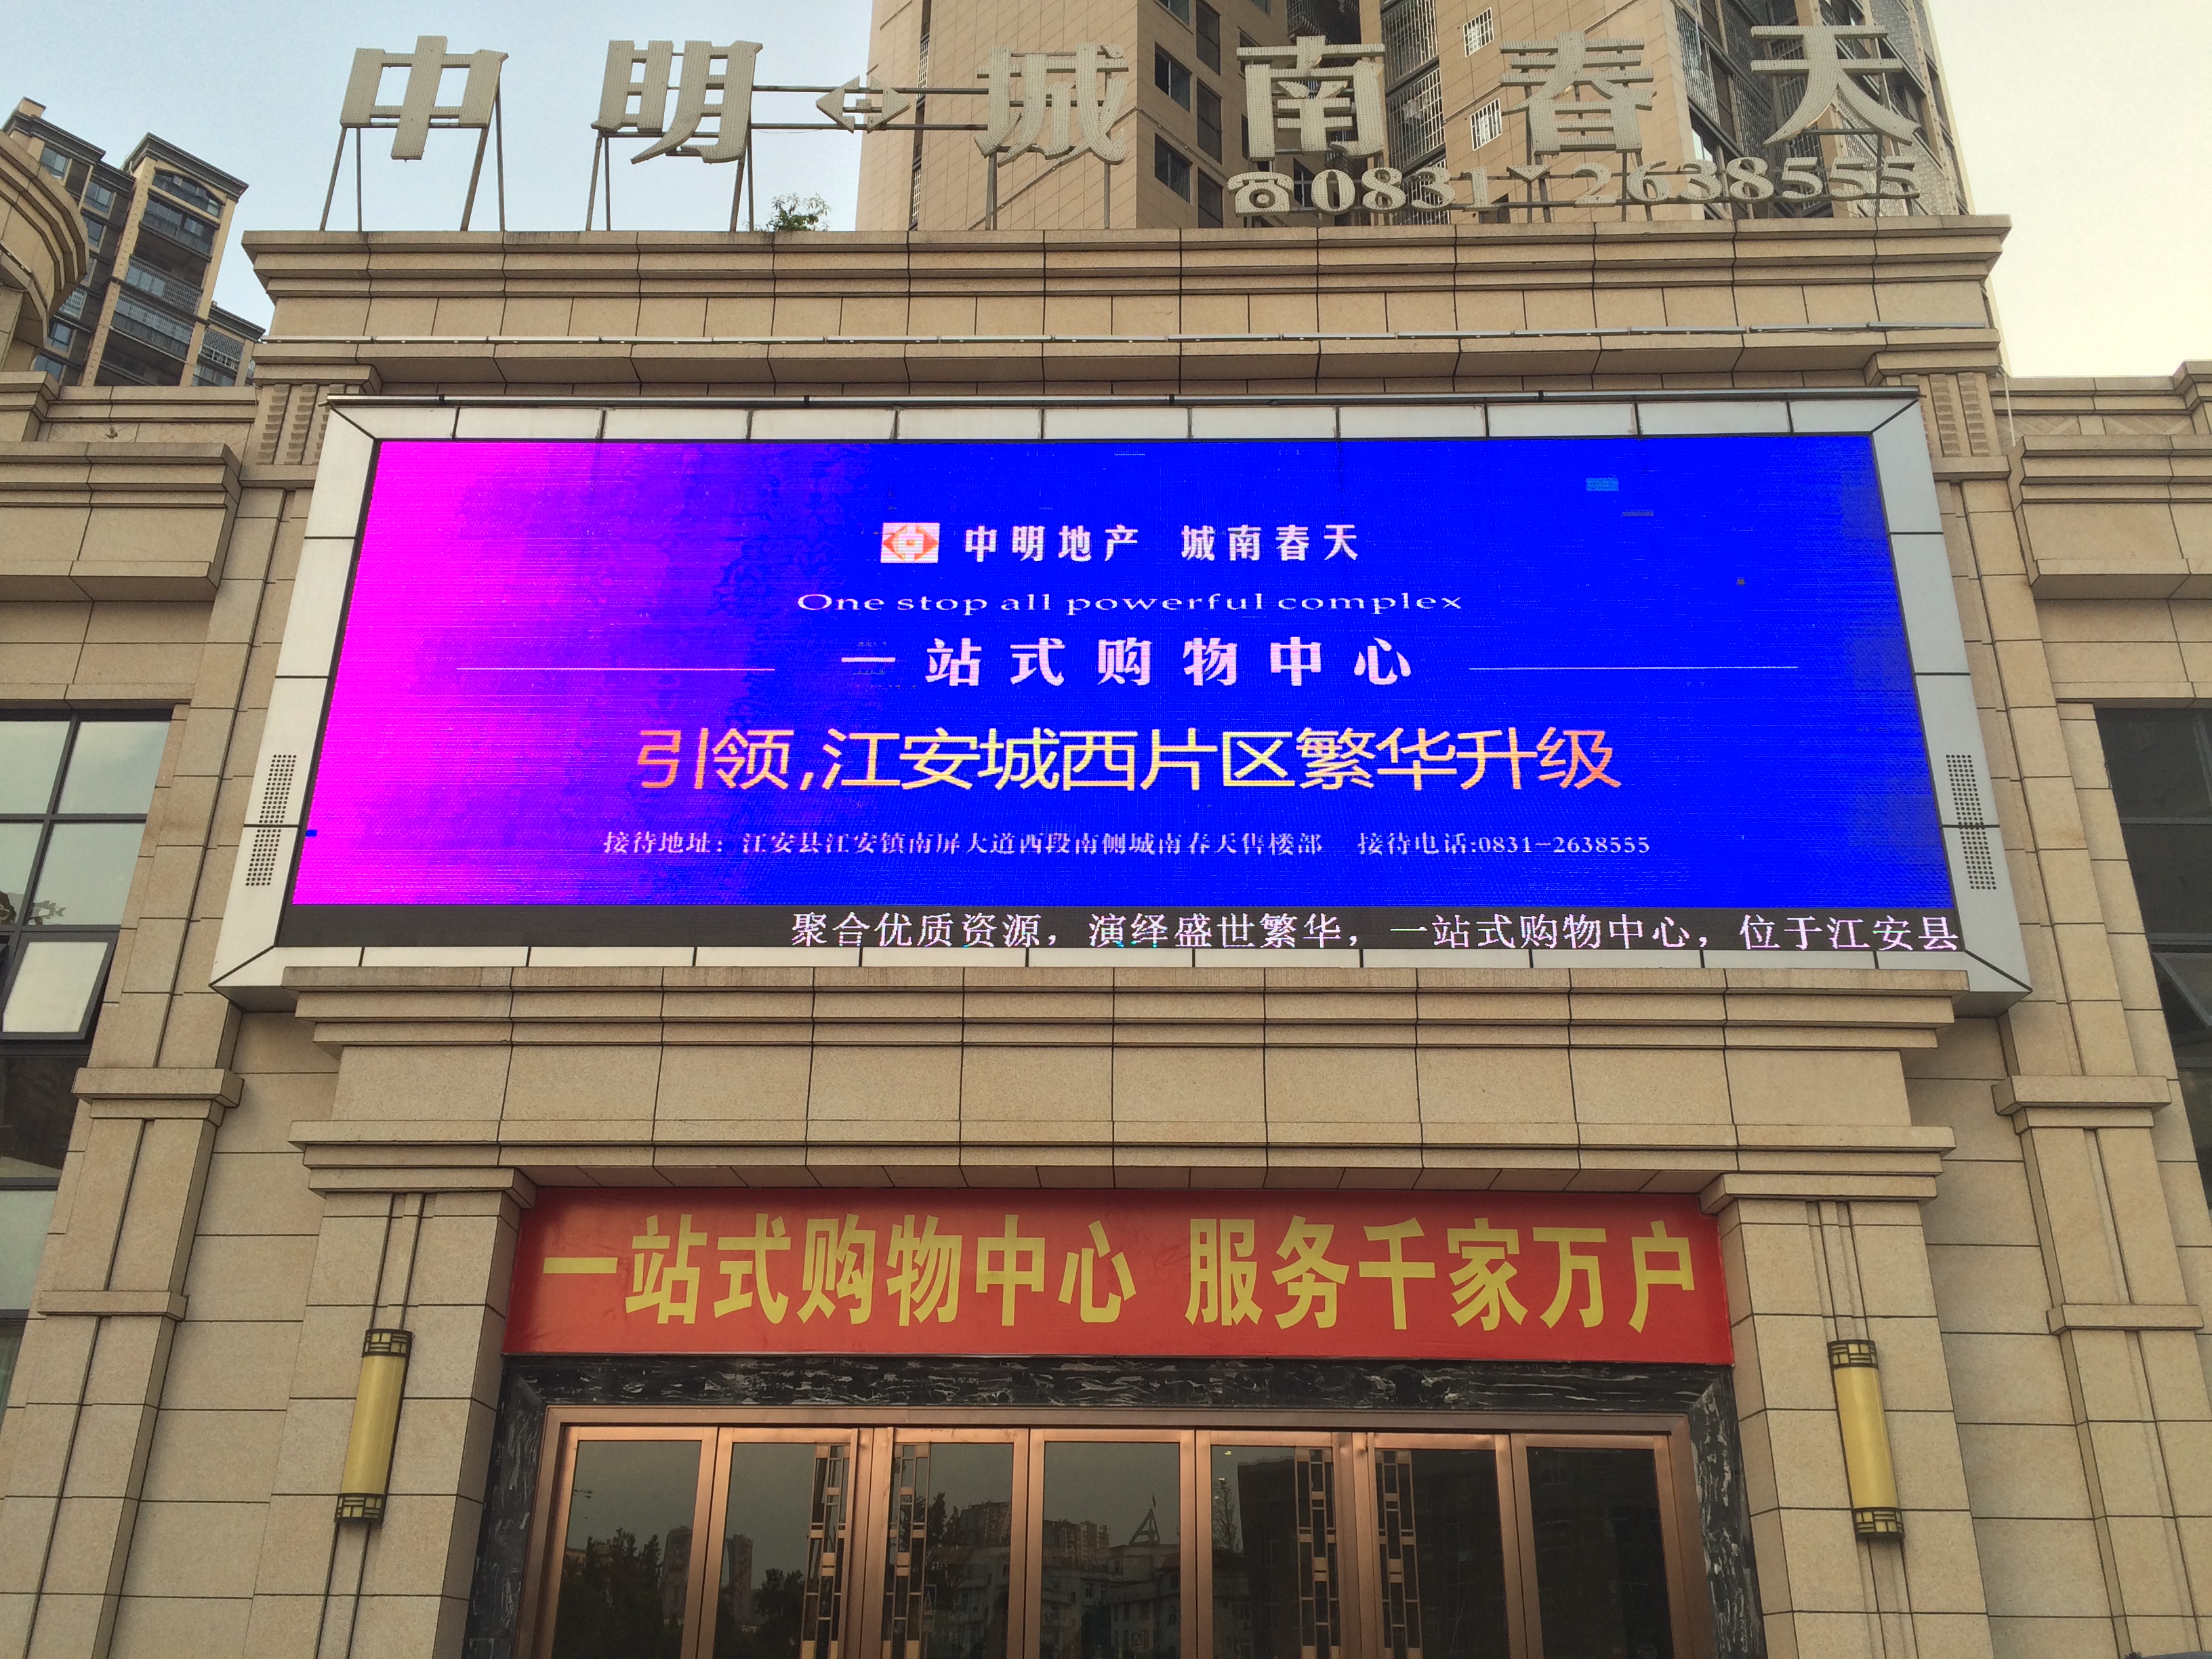 中明 城南春天
0831-2638555
中明地产 城南春天
One stop all powerful complex
一站式购物中心
引领,江安城西片区繁华升级
接待地址：江安县江安镇南屏大道西段南侧城南春天售楼部 接待电话:0831-2638555
聚合优质资源，演绎盛世繁华，一站式购物中心，位于江安县
一站式购物中心 服务千家万户